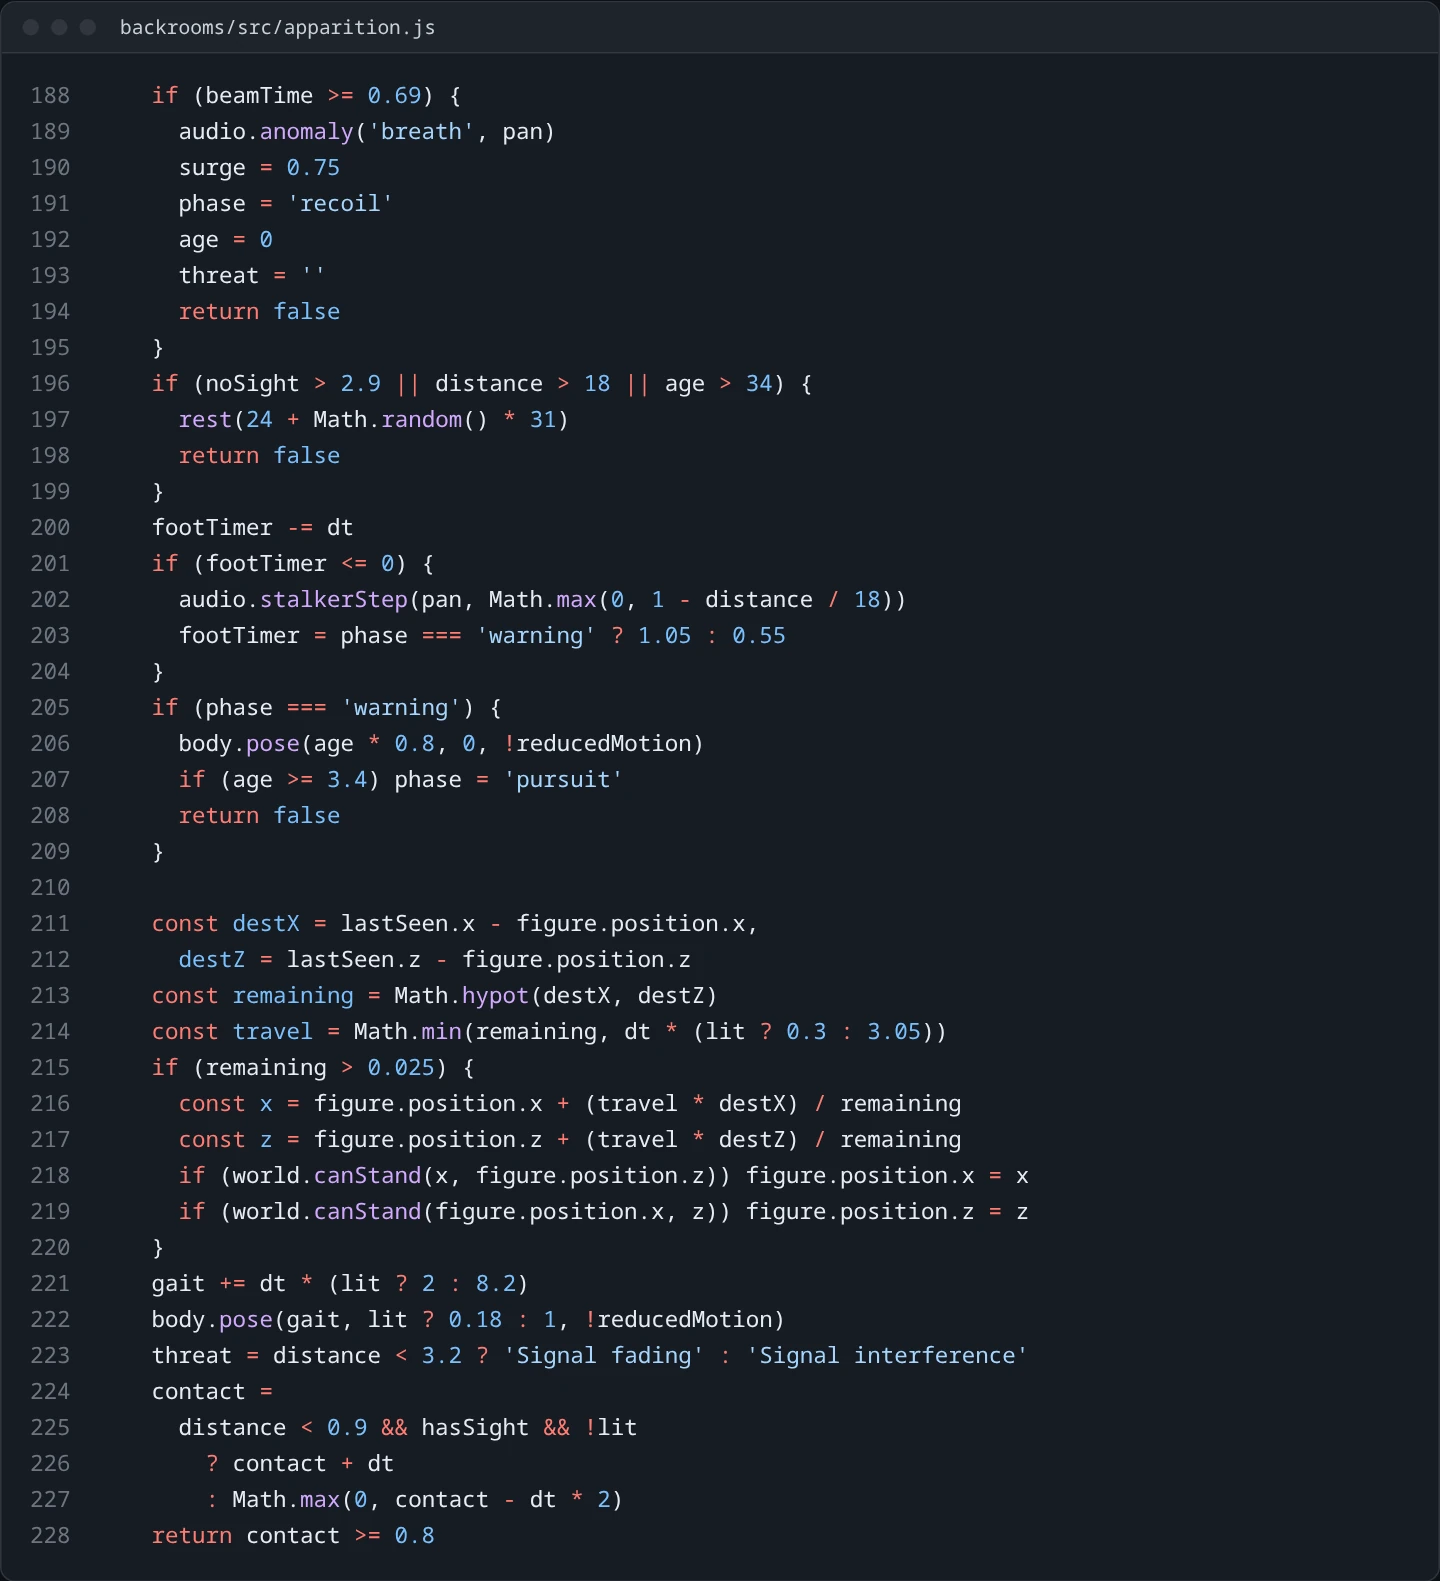 backrooms/src/apparition.js
188 if (beamTime >= 0.69) {
189 audio.anomaly('breath', pan)
190 surge = 0.75
191 phase = 'recoil'
192 age = 0
193 threat = ''
194 return false
195 }
196 if (noSight > 2.9 || distance > 18 || age > 34) {
197 rest(24 + Math.random() * 31)
198 return false
199 }
200 footTimer -= dt
201 if (footTimer <= 0) {
202 audio.stalkerStep(pan, Math.max(0, 1 - distance / 18))
203 footTimer = phase === 'warning' ? 1.05 : 0.55
204 }
205 if (phase === 'warning') {
206 body.pose(age * 0.8, 0, !reducedMotion)
207 if (age >= 3.4) phase = 'pursuit'
208 return false
209 }
210
211 const destX = lastSeen.x - figure.position.x,
212 destZ = lastSeen.z - figure.position.z
213 const remaining = Math.hypot(destX, destZ)
214 const travel = Math.min(remaining, dt * (lit ? 0.3 : 3.05))
215 if (remaining > 0.025) {
216 const x = figure.position.x + (travel * destX) / remaining
217 const z = figure.position.z + (travel * destZ) / remaining
218 if (world.canStand(x, figure.position.z)) figure.position.x = x
219 if (world.canStand(figure.position.x, z)) figure.position.z = z
220 }
221 gait += dt * (lit ? 2 : 8.2)
222 body.pose(gait, lit ? 0.18 : 1, !reducedMotion)
223 threat = distance < 3.2 ? 'Signal fading' : 'Signal interference'
224 contact =
225 distance < 0.9 && hasSight && !lit
226 ? contact + dt
227 : Math.max(0, contact - dt * 2)
228 return contact >= 0.8